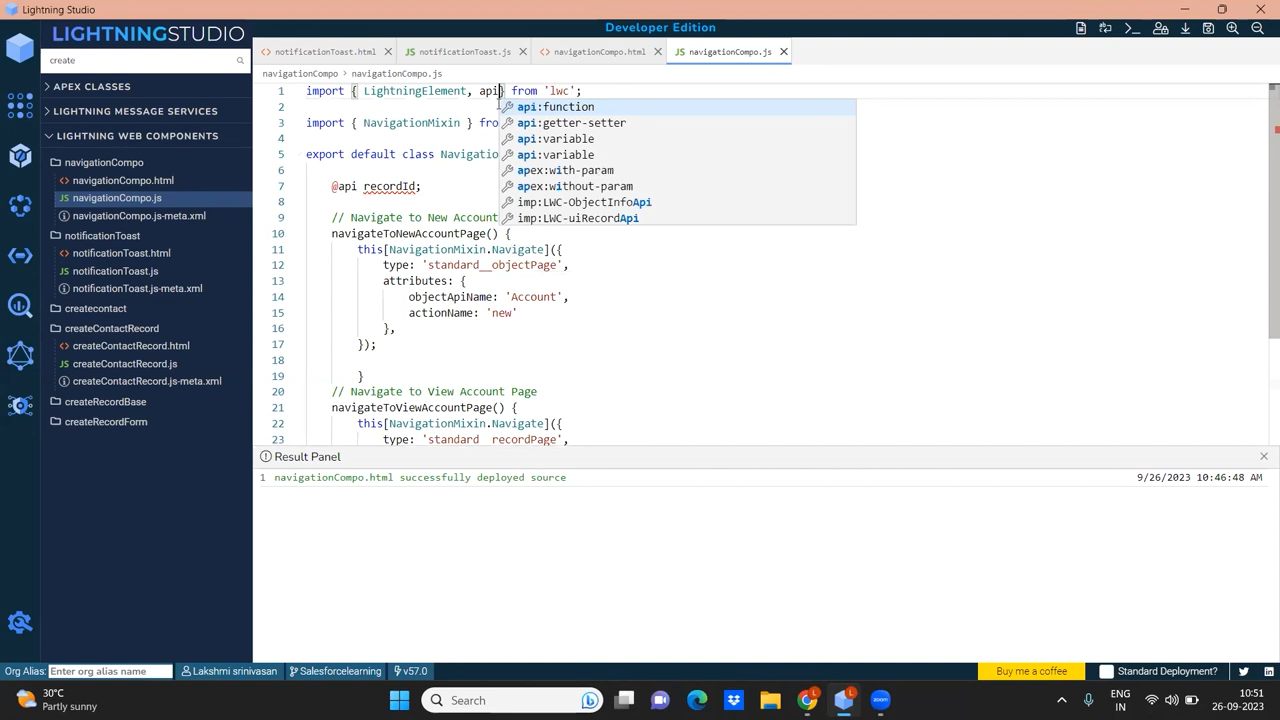 Lightning Studio
LIGHTNINGSTUDIO
Developer Edition
create
APEX CLASSES
LIGHTNING MESSAGE SERVICES
LIGHTNING WEB COMPONENTS
navigationCompo
navigationCompo.html
navigationCompo.js
navigationCompo.js-meta.xml
notificationToast
notificationToast.html
notificationToast.js
notificationToast.js-meta.xml
createcontact
createContactRecord
createContactRecord.html
createContactRecord.js
createContactRecord.js-meta.xml
createRecordBase
createRecordForm
notificationToast.html
notificationToast.js
navigationCompo.html
navigationCompo.js
navigationCompo > navigationCompo.js
1 import { LightningElement, api} from 'lwc';
2
3 import { NavigationMixin } fro
4
5 export default class Navigatio
6
7 @api recordId;
8
9 // Navigate to New Account
10 navigateToNewAccountPage() {
11 this[NavigationMixin.Navigate]({
12 type: 'standard__objectPage',
13 attributes: {
14 objectApiName: 'Account',
15 actionName: 'new'
16 },
17 });
18
19 }
20 // Navigate to View Account Page
21 navigateToViewAccountPage() {
22 this[NavigationMixin.Navigate]({
23 type: 'standard__recordPage',
api:function
api:getter-setter
api:variable
api:variable
apex:with-param
apex:without-param
imp:LWC-ObjectInfoApi
imp:LWC-uiRecordApi
Result Panel
1 navigationCompo.html successfully deployed source 9/26/2023 10:46:48 AM
Org Alias: Enter org alias name Lakshmi srinivasan Salesforcelearning v57.0 Buy me a coffee Standard Deployment?
30°C
Partly sunny
Search
zoom
ENG
IN
10:51
26-09-2023